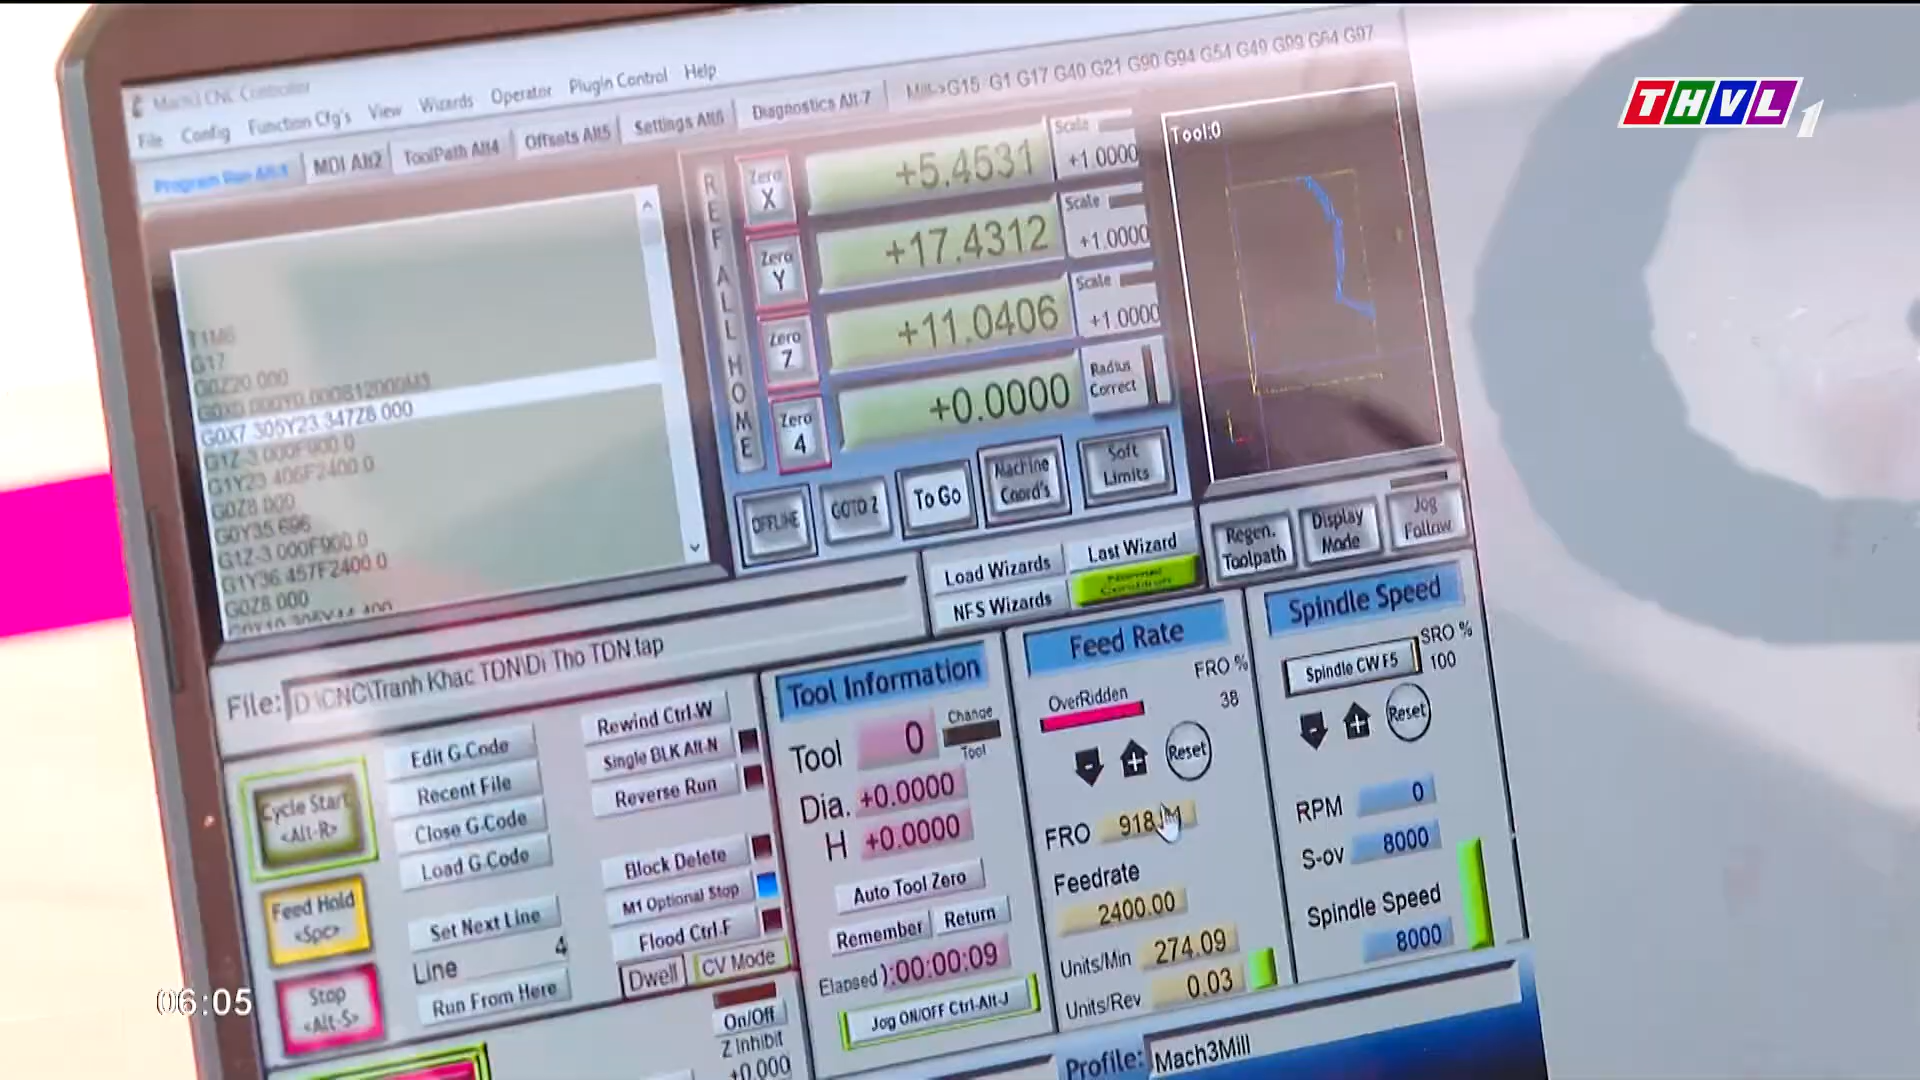 Mach3 CNC Controller
File Config Function Cfg's View Wizards Operator PlugIn Control Help
Program Run Alt-1 MDI Alt2 ToolPath Alt4 Offsets Alt5 Settings Alt6 Diagnostics Alt-7 Mill->G15 G1 G17 G40 G21 G90 G94 G54 G49 G99 G64 G97
THVL 1
T1M6
G17
G0Z20.000
G0X0.000Y0.000S12000M3
G0X7.305Y23.347Z8.000
G1Z-3.000F900.0
G1Y23.406F2400.0
G0Z8.000
G0Y35.696
G1Z-3.000F900.0
G1Y36.457F2400.0
G0Z8.000
REF ALL HOME
Zero X +5.4531 Scale +1.0000
Zero Y +17.4312 Scale +1.0000
Zero Z +11.0406 Scale +1.0000
Zero 4 +0.0000 Radius Correct
OFFLINE GOTO Z To Go Machine Coord's Soft Limits
Tool:0
Regen. Toolpath Display Mode Jog Follow
Load Wizards Last Wizard
NFS Wizards Normal Condition
File: D:\CNC\Tranh Khac TDN\Di Tho TDN.tap
Cycle Start <Alt-R>
Feed Hold <Spc>
Stop <Alt-S>
Edit G-Code
Recent File
Close G-Code
Load G-Code
Set Next Line
Line 4
Run From Here
Rewind Ctrl-W
Single BLK Alt-N
Reverse Run
Block Delete
M1 Optional Stop
Flood Ctrl-F
Dwell CV Mode
On/Off
Z Inhibit
+0.000
Tool Information
Tool 0 Change Tool
Dia. +0.0000
H +0.0000
Auto Tool Zero
Remember Return
Elapsed 00:00:09
Jog ON/OFF Ctrl-Alt-J
Feed Rate
OverRidden FRO % 38
Reset
FRO
Feedrate
2400.00
Units/Min 274.09
Units/Rev 0.03
Spindle Speed
Spindle CW F5 SRO % 100
Reset
RPM 0
S-ov 8000
Spindle Speed
8000
Profile: Mach3Mill
06:05